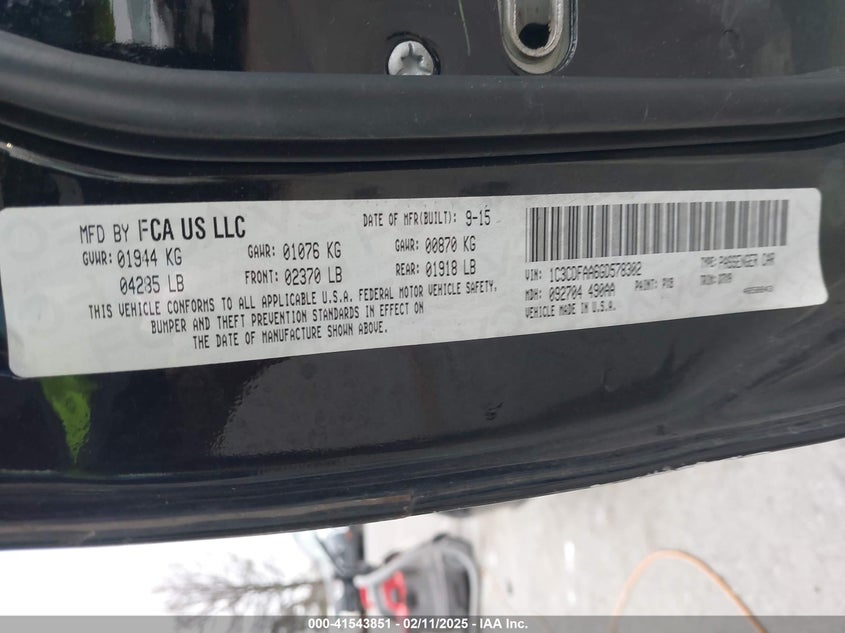 MFD BY FCA US LLC
DATE OF MFR(BUILT): 9-15
GVWR: 01944 KG
GAWR: 01076 KG
GAWR: 00870 KG
04285 LB
FRONT: 02370 LB
REAR: 01918 LB
THIS VEHICLE CONFORMS TO ALL APPLICABLE U.S.A. FEDERAL MOTOR VEHICLE SAFETY,
BUMPER AND THEFT PREVENTION STANDARDS IN EFFECT ON
THE DATE OF MANUFACTURE SHOWN ABOVE.
VIN: 1C3CDFAA6GD578302
TYPE: PASSENGER CAR
MDH: 092704 490AA
PAINT:
TRIM:
VEHICLE MADE IN U.S.A.
000-41543851 - 02/11/2025 - IAA Inc.